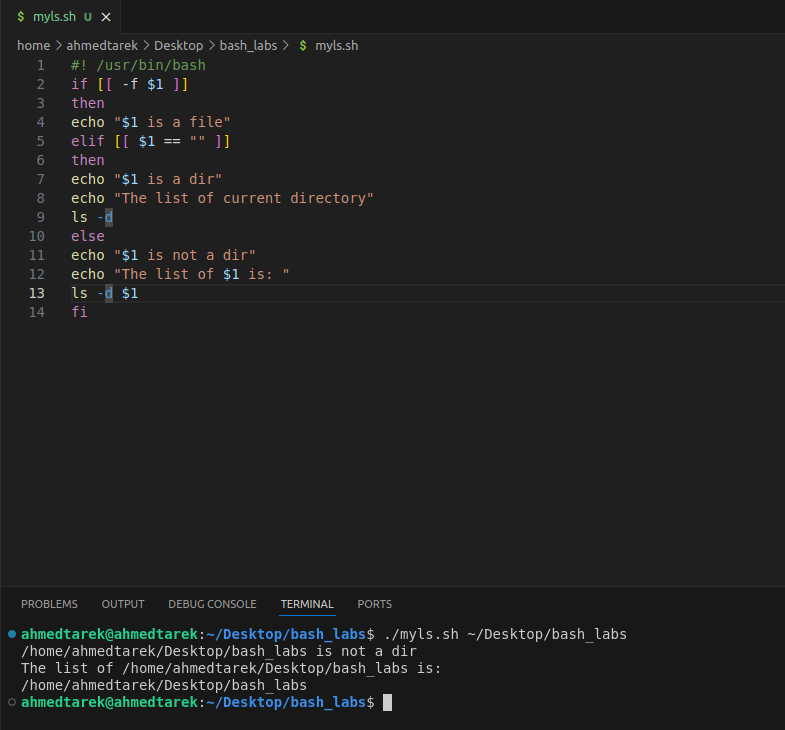 $ myls.sh U ×
home > ahmedtarek > Desktop > bash_labs > $ myls.sh
1 #! /usr/bin/bash
2 if [[ -f $1 ]]
3 then
4 echo "$1 is a file"
5 elif [[ $1 == "" ]]
6 then
7 echo "$1 is a dir"
8 echo "The list of current directory"
9 ls -d
10 else
11 echo "$1 is not a dir"
12 echo "The list of $1 is: "
13 ls -d $1
14 fi
PROBLEMS OUTPUT DEBUG CONSOLE TERMINAL PORTS
ahmedtarek@ahmedtarek:~/Desktop/bash_labs$ ./myls.sh ~/Desktop/bash_labs
/home/ahmedtarek/Desktop/bash_labs is not a dir
The list of /home/ahmedtarek/Desktop/bash_labs is:
/home/ahmedtarek/Desktop/bash_labs
ahmedtarek@ahmedtarek:~/Desktop/bash_labs$